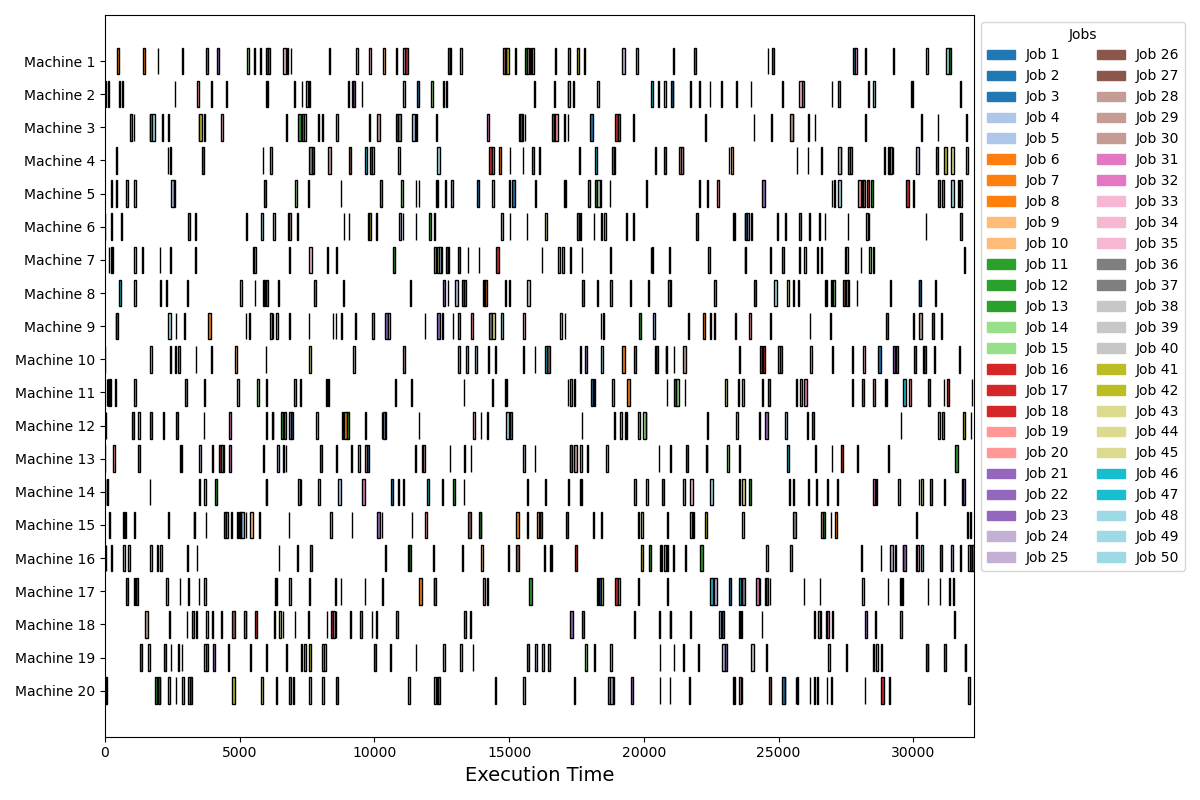 Machine 1
Machine 2
Machine 3
Machine 4
Machine 5
Machine 6
Machine 7
Machine 8
Machine 9
Machine 10
Machine 11
Machine 12
Machine 13
Machine 14
Machine 15
Machine 16
Machine 17
Machine 18
Machine 19
Machine 20
0 5000 10000 15000 20000 25000 30000
Execution Time
Jobs
Job 1 Job 26
Job 2 Job 27
Job 3 Job 28
Job 4 Job 29
Job 5 Job 30
Job 6 Job 31
Job 7 Job 32
Job 8 Job 33
Job 9 Job 34
Job 10 Job 35
Job 11 Job 36
Job 12 Job 37
Job 13 Job 38
Job 14 Job 39
Job 15 Job 40
Job 16 Job 41
Job 17 Job 42
Job 18 Job 43
Job 19 Job 44
Job 20 Job 45
Job 21 Job 46
Job 22 Job 47
Job 23 Job 48
Job 24 Job 49
Job 25 Job 50